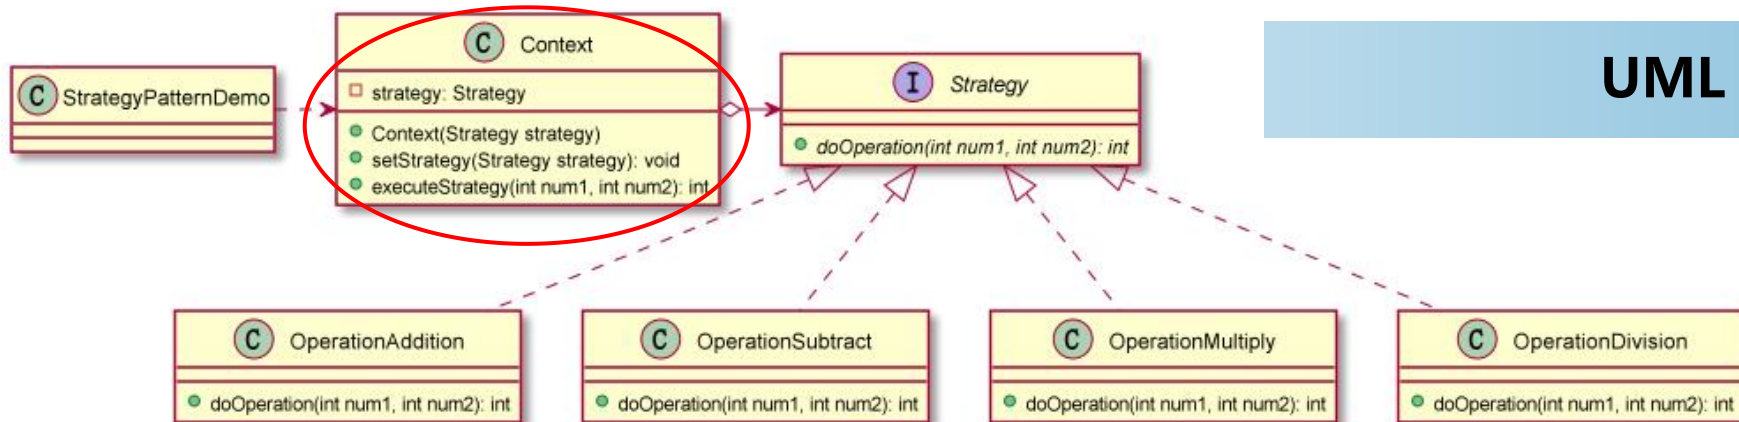 UML
C StrategyPatternDemo
C Context
strategy: Strategy
Context(Strategy strategy)
setStrategy(Strategy strategy): void
executeStrategy(int num1, int num2): int
I Strategy
doOperation(int num1, int num2): int
C OperationAddition
doOperation(int num1, int num2): int
C OperationSubtract
doOperation(int num1, int num2): int
C OperationMultiply
doOperation(int num1, int num2): int
C OperationDivision
doOperation(int num1, int num2): int